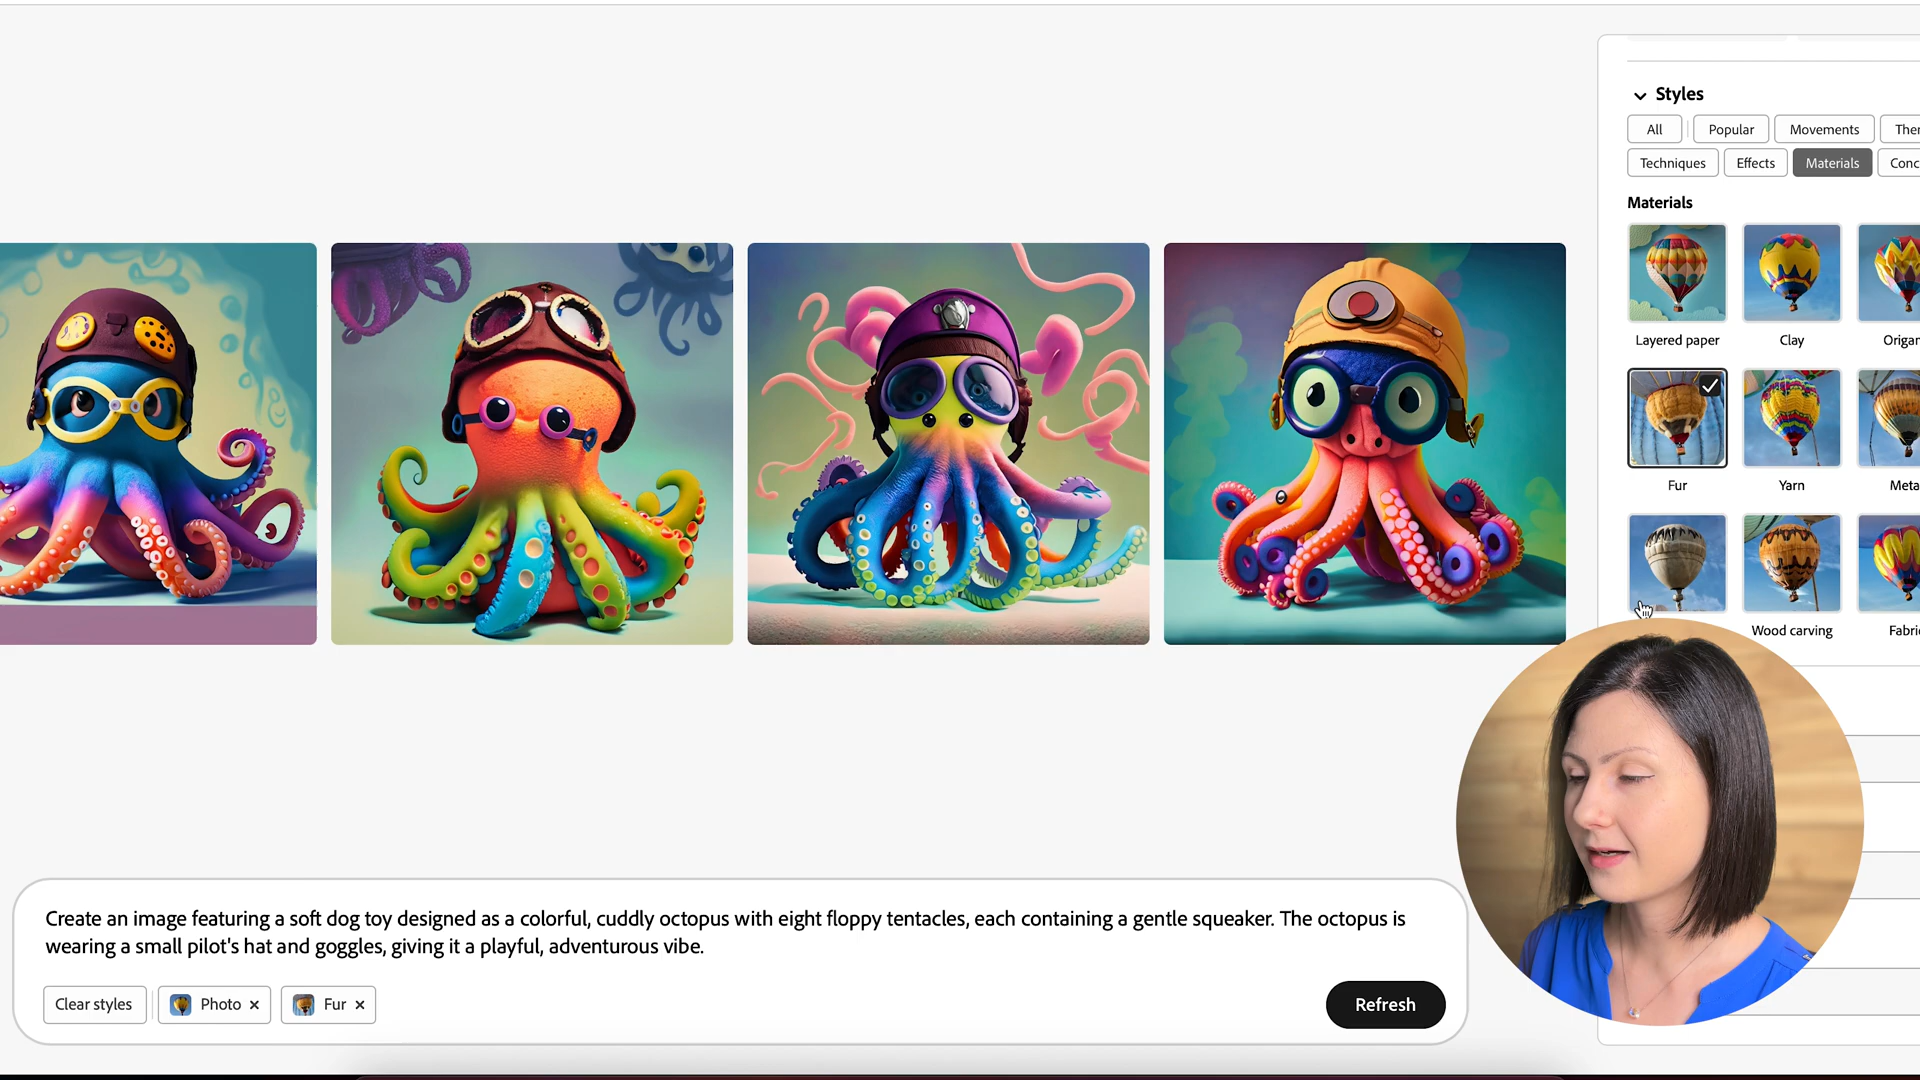 Styles
All
Popular
Movements
Techniques
Effects
Materials
Materials
Layered paper
Clay
Fur
Yarn
Wood carving
Create an image featuring a soft dog toy designed as a colorful, cuddly octopus with eight floppy tentacles, each containing a gentle squeaker. The octopus is
wearing a small pilot's hat and goggles, giving it a playful, adventurous vibe.
Clear styles
Photo
Fur
Refresh